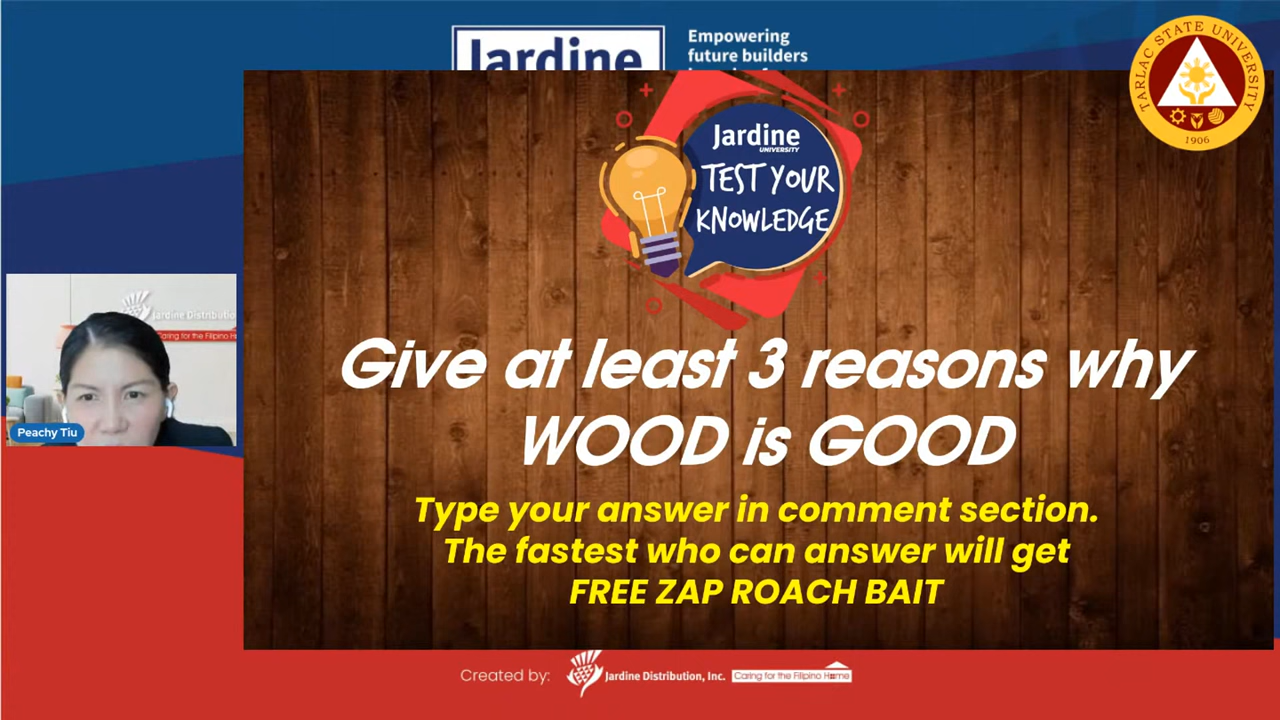 Jardine
Empowering
future builders
TARLAC STATE UNIVERSITY
1906
Jardine
UNIVERSITY
TEST YOUR
KNOWLEDGE
Jardine Distributio
Caring for the Filipino H
Peachy Tiu
Give at least 3 reasons why
WOOD is GOOD
Type your answer in comment section.
The fastest who can answer will get
FREE ZAP ROACH BAIT
Created by:
Jardine Distribution, Inc.
Caring for the Filipino Home